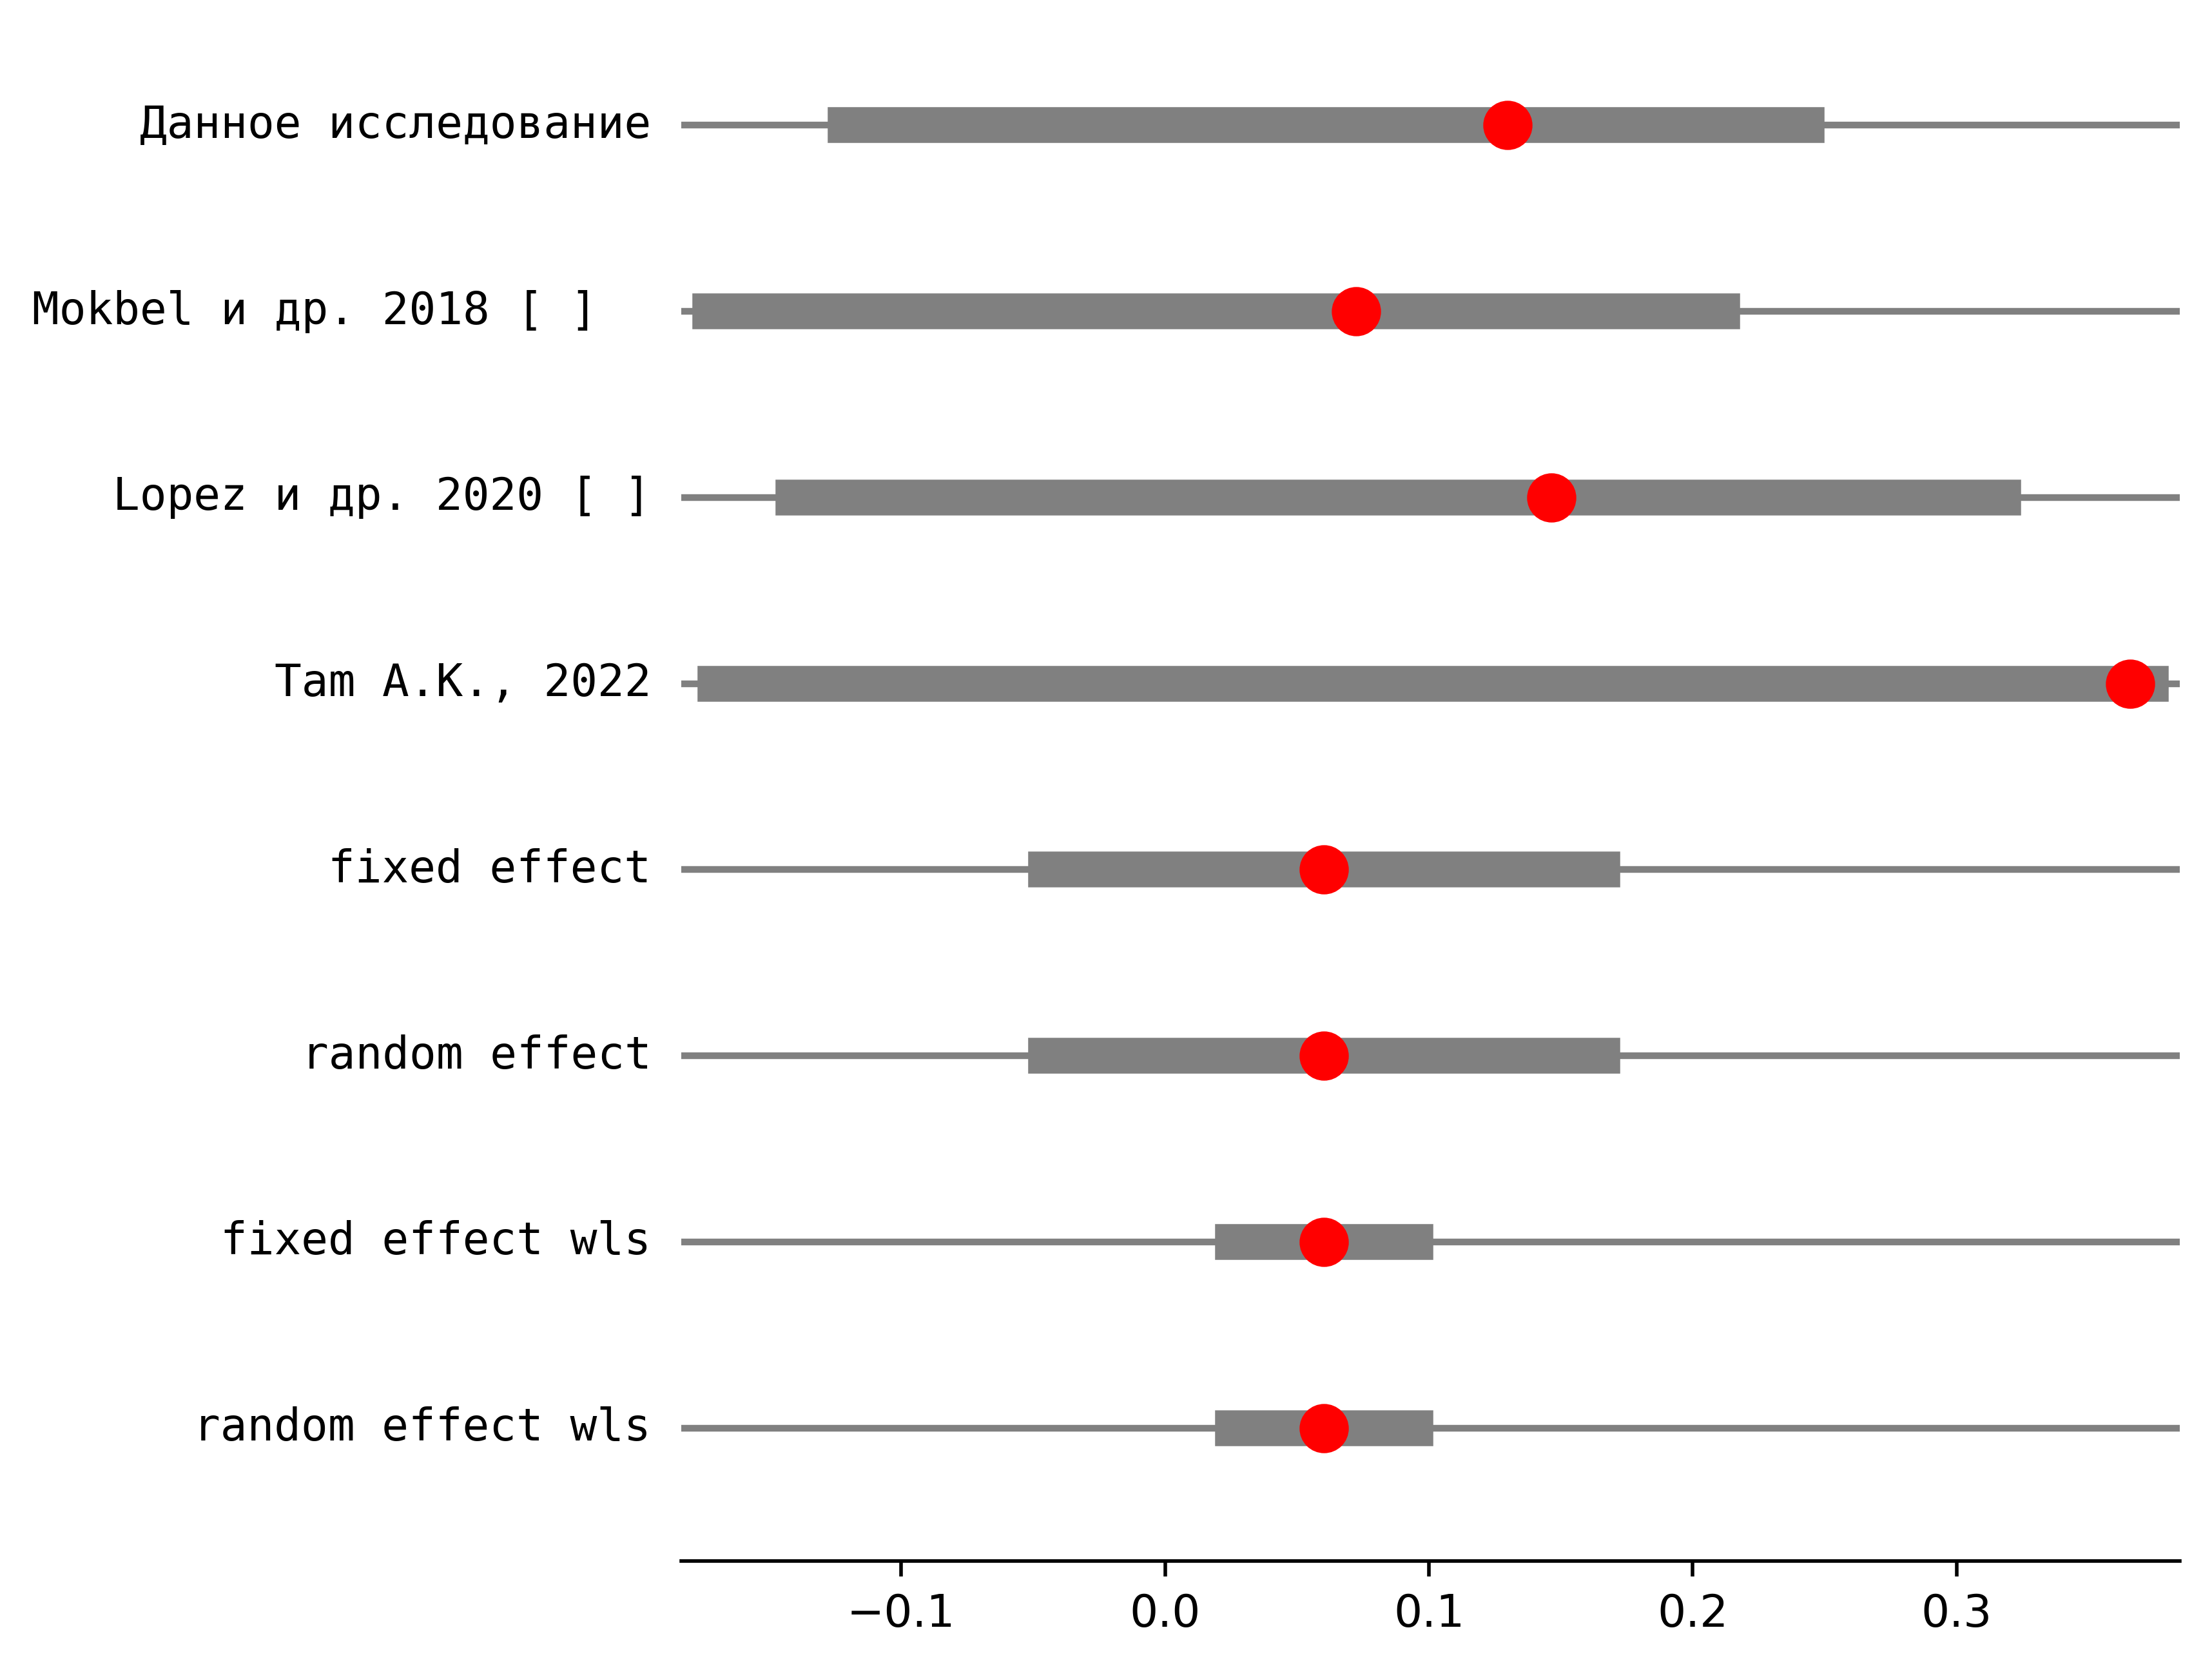 Данное исследование
Mokbel и др. 2018 [ ]
Lopez и др. 2020 [ ]
Tam A.K., 2022
fixed effect
random effect
fixed effect wls
random effect wls
−0.1 0.0 0.1 0.2 0.3